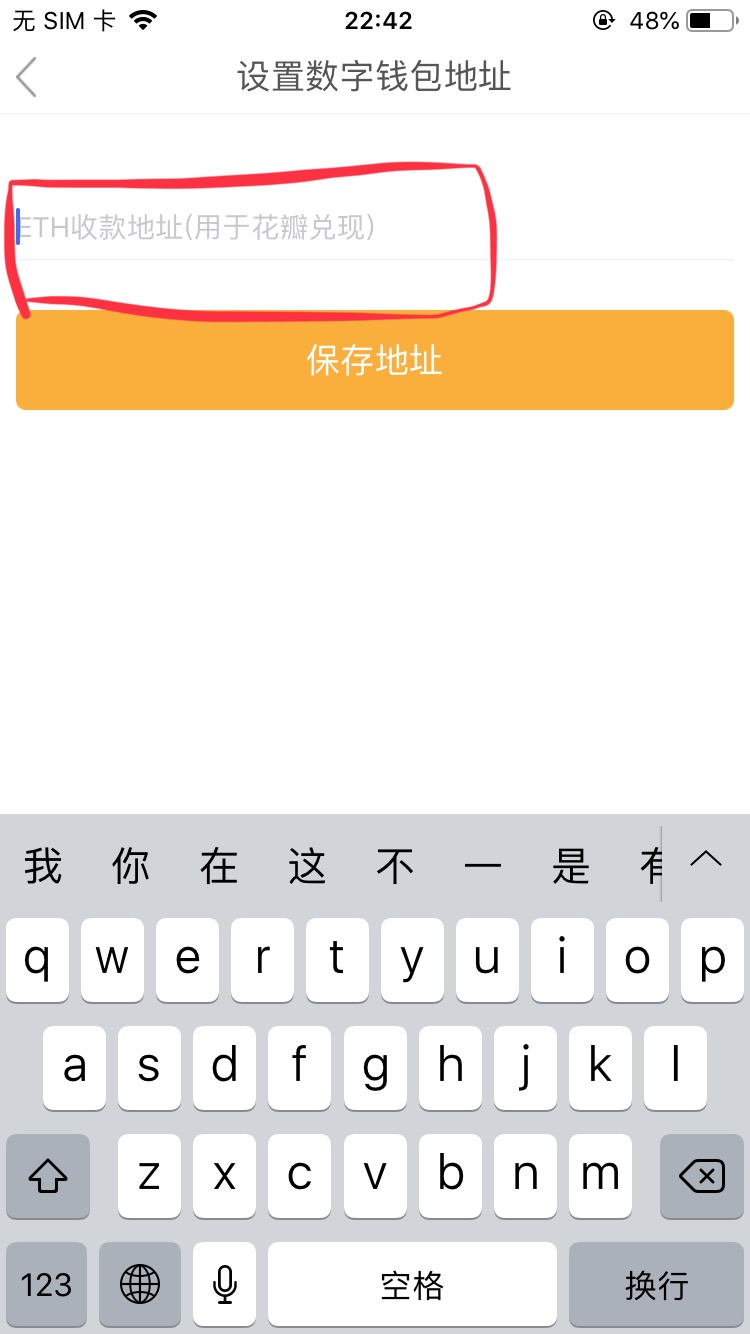 无 SIM 卡 22:42 48%
设置数字钱包地址
ETH收款地址(用于花瓣兑现)
保存地址
我 你 在 这 不 一 是 有
q w e r t y u i o p
a s d f g h j k l
z x c v b n m
123 空格 换行